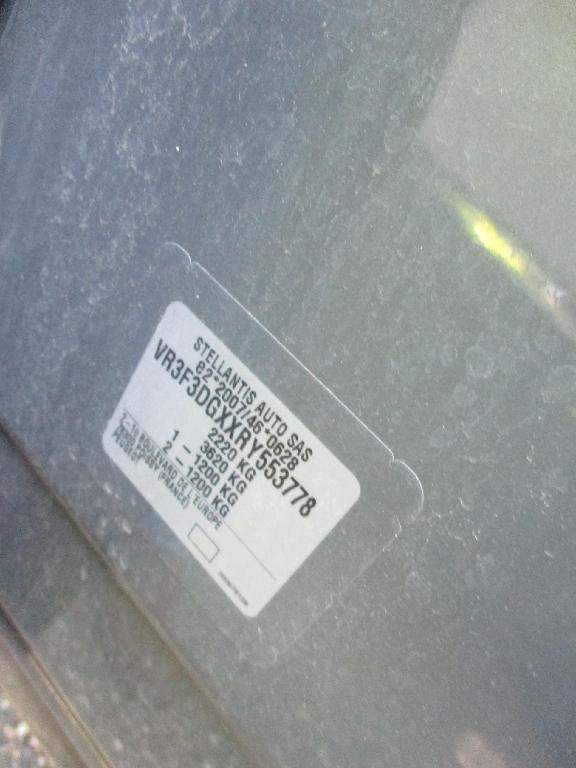 STELLANTIS AUTO SAS
e2*2007/46*0628
VR3F3DGXXRY553778
2220 KG
3620 KG
1 - 1200 KG
2 - 1200 KG
2-10 BOULEVARD DE L'EUROPE
POISSY (FRANCE)